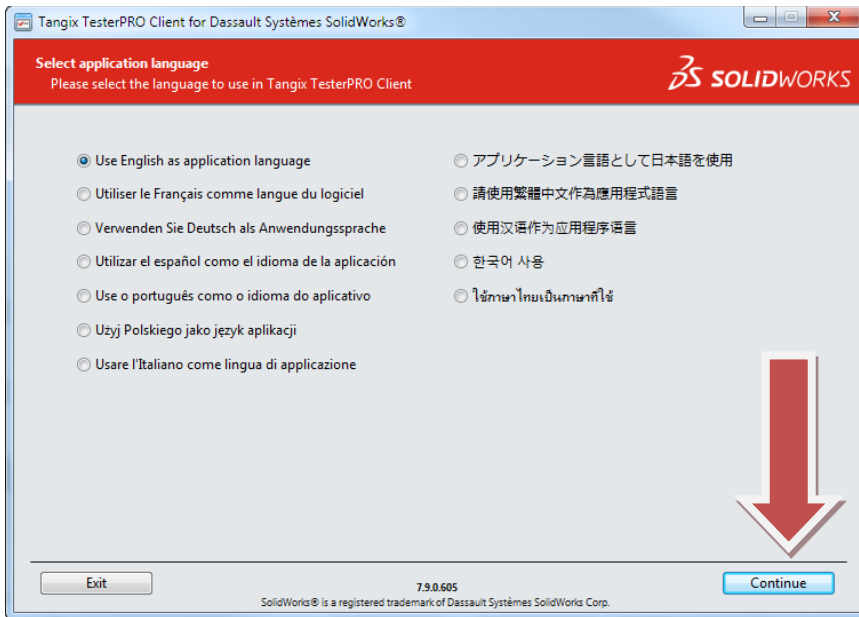 Tangix TesterPRO Client for Dassault Systèmes SolidWorks®
Select application language
Please select the language to use in Tangix TesterPRO Client
3S SOLIDWORKS
Use English as application language
Utiliser le Français comme langue du logiciel
Verwenden Sie Deutsch als Anwendungssprache
Utilizar el español como el idioma de la aplicación
Use o português como o idioma do aplicativo
Użyj Polskiego jako język aplikacji
Usare l'Italiano come lingua di applicazione
アプリケーション言語として日本語を使用
請使用繁體中文作為應用程式語言
使用汉语作为应用程序语言
한국어 사용
ใช้ภาษาไทยเป็นภาษาที่ใช้
Exit
7.9.0.605
Continue
SolidWorks® is a registered trademark of Dassault Systèmes SolidWorks Corp.